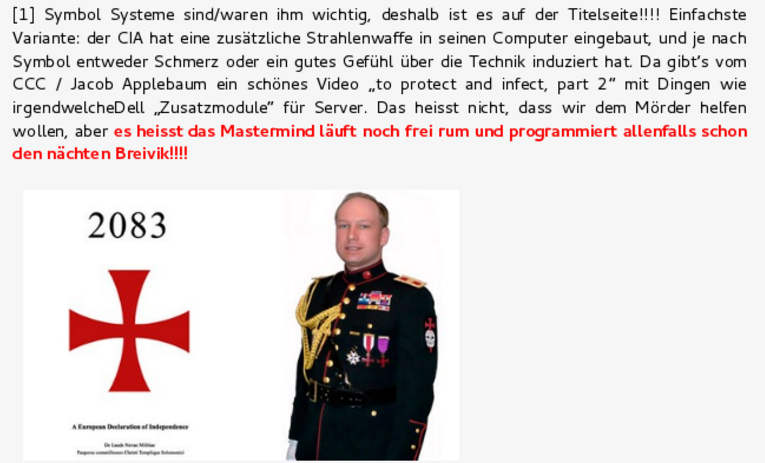 [1] Symbol Systeme sind/waren ihm wichtig, deshalb ist es auf der Titelseite!!!! Einfachste
Variante: der CIA hat eine zusätzliche Strahlenwaffe in seinen Computer eingebaut, und je nach
Symbol entweder Schmerz oder ein gutes Gefühl über die Technik induziert hat. Da gibt's vom
CCC / Jacob Applebaum ein schönes Video „to protect and infect, part 2“ mit Dingen wie
irgendwelcheDell „Zusatzmodule“ für Server. Das heisst nicht, dass wir dem Mörder helfen
wollen, aber es heisst das Mastermind läuft noch frei rum und programmiert allenfalls schon
den nächten Breivik!!!!
2083
A European Declaration of Independence
De Laude Novae Militiae
Pauperes commilitones Christi Templique Solomonici